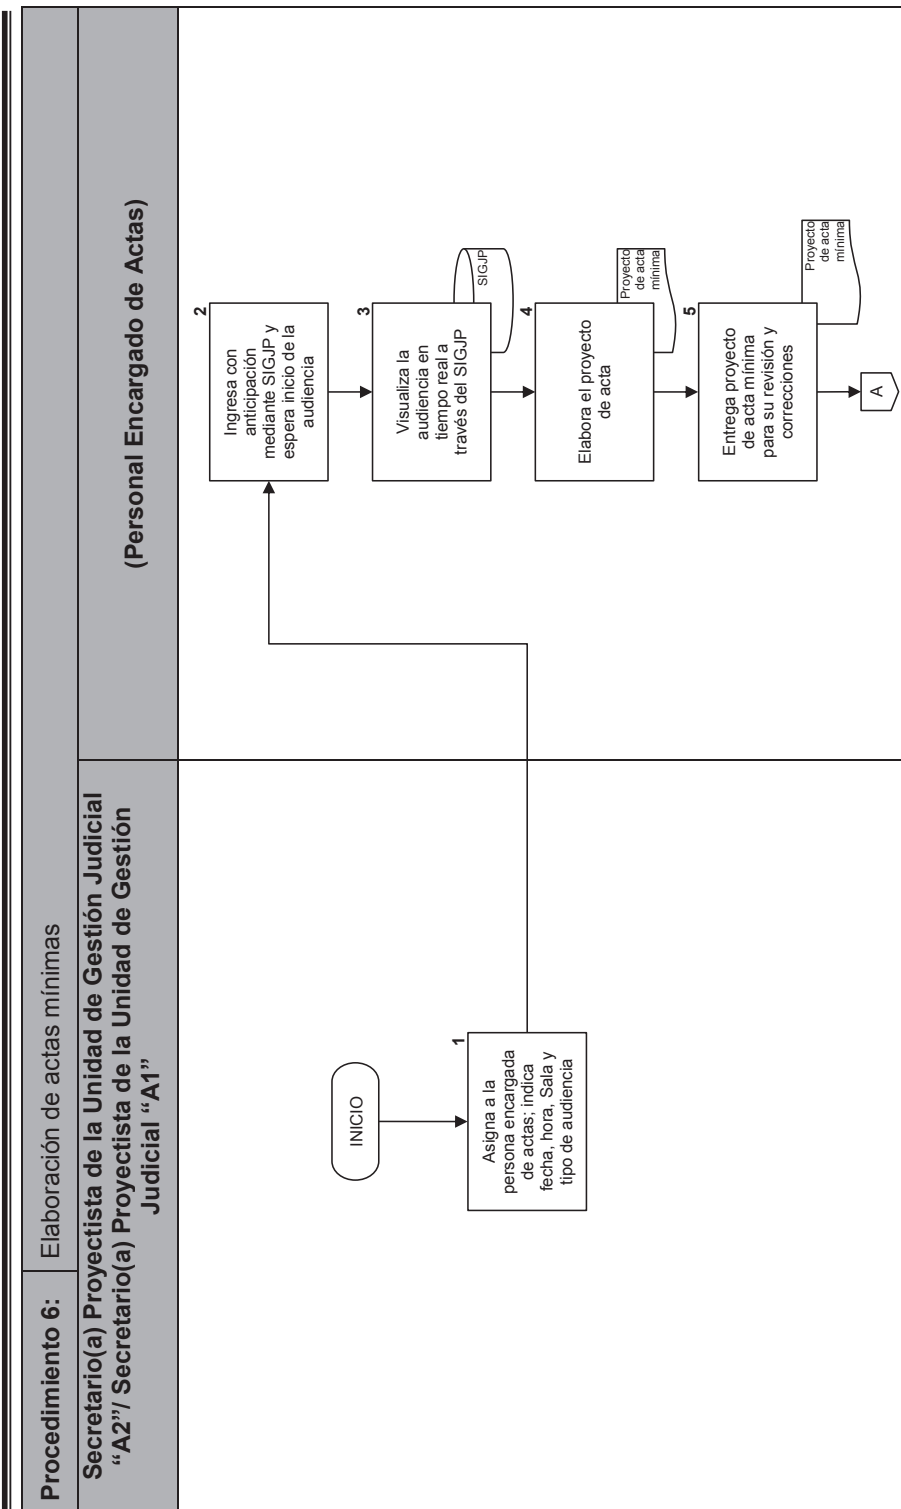 Procedimiento 6:
Elaboración de actas mínimas
Secretario(a) Proyectista de la Unidad de Gestión Judicial
“A2”/ Secretario(a) Proyectista de la Unidad de Gestión
Judicial “A1”
(Personal Encargado de Actas)
INICIO
1
Asigna a la
persona encargada
de actas; indica
fecha, hora, Sala y
tipo de audiencia
2
Ingresa con
anticipación
mediante SIGJP y
espera inicio de la
audiencia
3
Visualiza la
audiencia en
tiempo real a
través del SIGJP
SIGJP
4
Elabora el proyecto
de acta
Proyecto
de acta
mínima
5
Entrega proyecto
de acta mínima
para su revisión y
correcciones
Proyecto
de acta
mínima
A